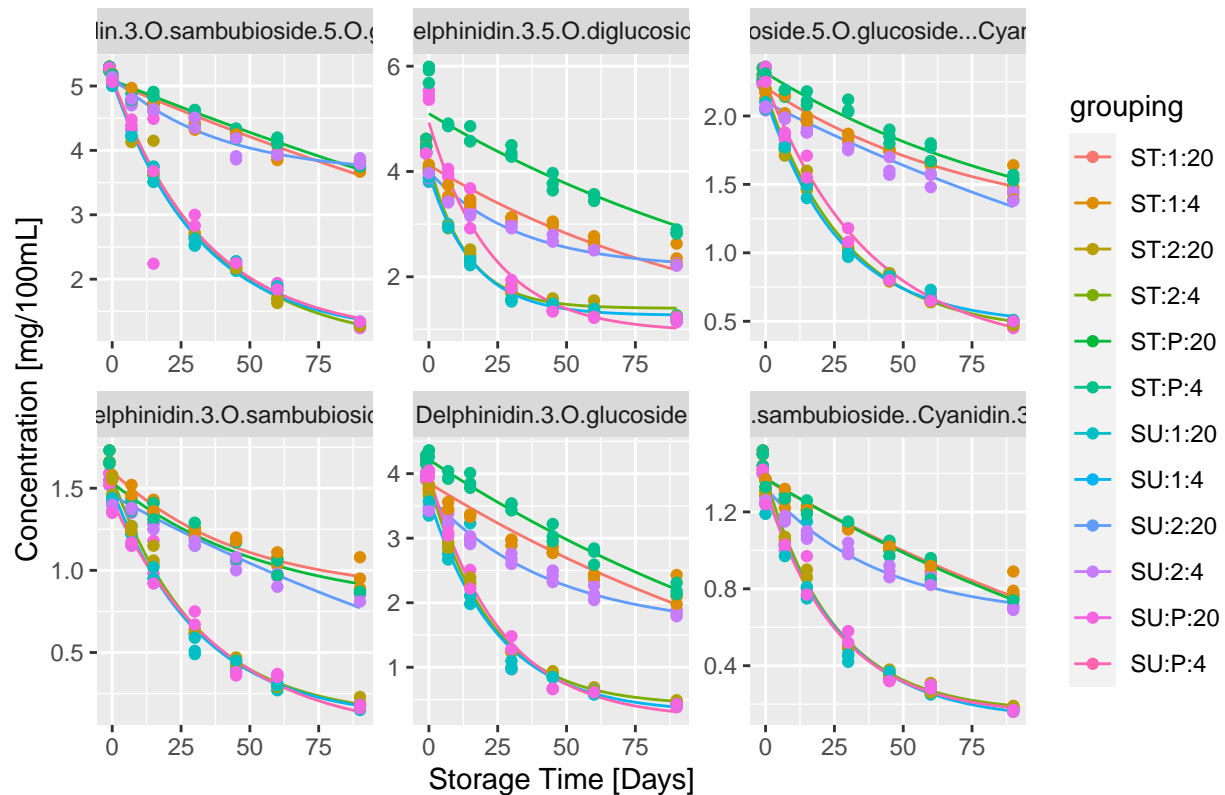 lin.3.O.sambubioside.5.O.g
elphinidin.3.5.O.diglucosid
oside.5.O.glucoside...Cyan
5
4
3
2
0 25 50 75
6
4
2
0 25 50 75
2.0
1.5
1.0
0.5
0 25 50 75
elphinidin.3.O.sambubiosid
Delphinidin.3.O.glucoside
.sambubioside..Cyanidin.3
1.5
1.0
0.5
0 25 50 75
4
3
2
1
0 25 50 75
1.2
0.8
0.4
0 25 50 75
Concentration [mg/100mL]
Storage Time [Days]
grouping
ST:1:20
ST:1:4
ST:2:20
ST:2:4
ST:P:20
ST:P:4
SU:1:20
SU:1:4
SU:2:20
SU:2:4
SU:P:20
SU:P:4